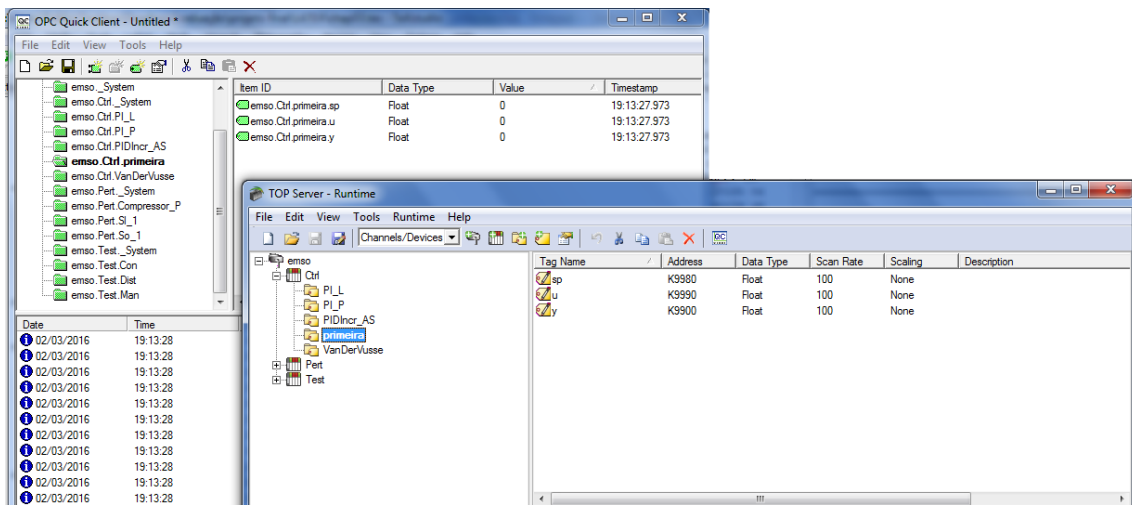 OPC Quick Client - Untitled *
File Edit View Tools Help
emso._System
emso.Ctrl._System
emso.Ctrl.PI_L
emso.Ctrl.PI_P
emso.Ctrl.PIDIncr_AS
emso.Ctrl.primeira
emso.Ctrl.VanDerVusse
emso.Pert._System
emso.Pert.Compressor_P
emso.Pert.SI_1
emso.Pert.So_1
emso.Test._System
emso.Test.Con
emso.Test.Dist
emso.Test.Man
Item ID Data Type Value Timestamp
emso.Ctrl.primeira.sp Float 0 19:13:27.973
emso.Ctrl.primeira.u Float 0 19:13:27.973
emso.Ctrl.primeira.y Float 0 19:13:27.973
Date Time
02/03/2016 19:13:28
02/03/2016 19:13:28
02/03/2016 19:13:28
02/03/2016 19:13:28
02/03/2016 19:13:28
02/03/2016 19:13:28
02/03/2016 19:13:28
02/03/2016 19:13:28
02/03/2016 19:13:28
02/03/2016 19:13:28
02/03/2016 19:13:28
TOP Server - Runtime
File Edit View Tools Runtime Help
Channels/Devices
emso
Ctrl
PI_L
PI_P
PIDIncr_AS
primeira
VanDerVusse
Pert
Test
Tag Name Address Data Type Scan Rate Scaling Description
sp K9980 Float 100 None
u K9990 Float 100 None
y K9900 Float 100 None